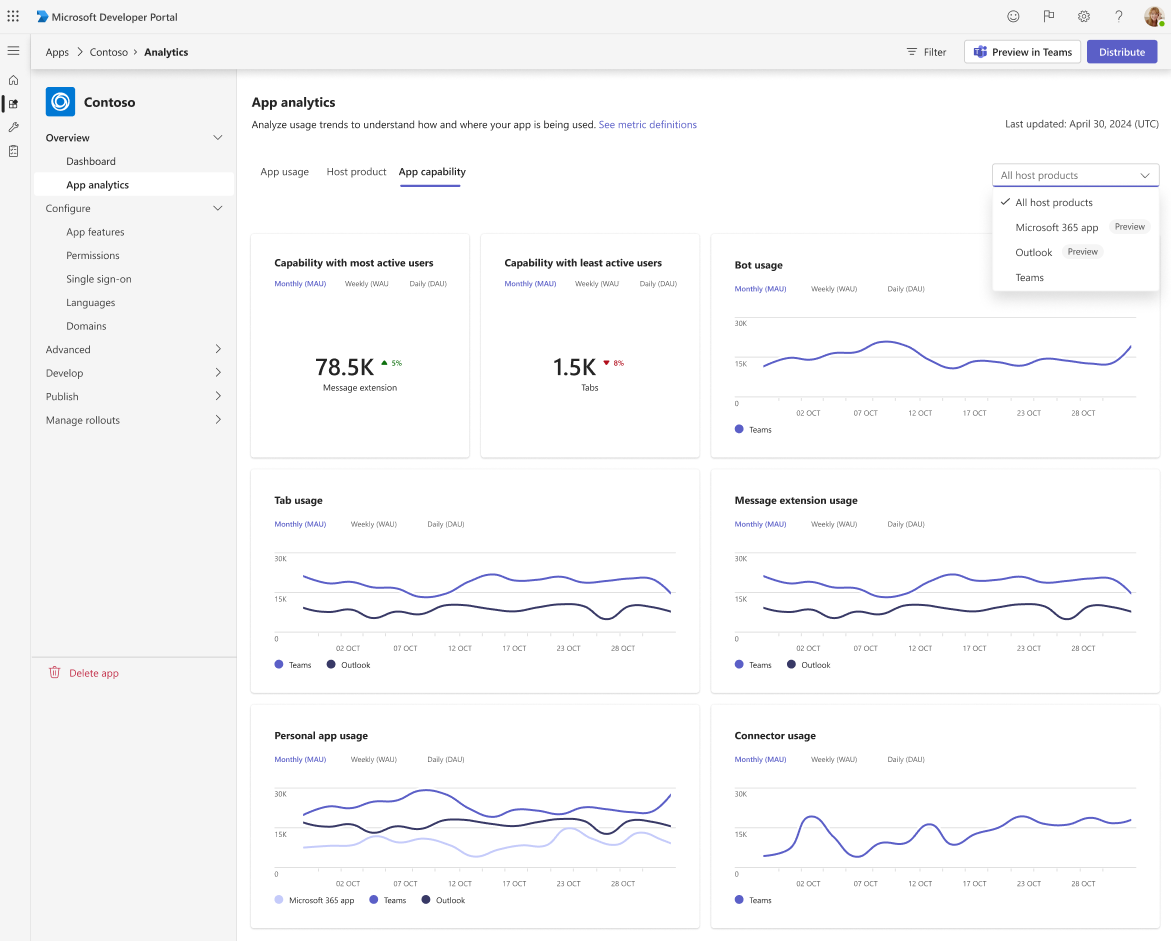 Microsoft Developer Portal
Apps > Contoso > Analytics
Filter
Preview in Teams
Distribute
Contoso
Overview
Dashboard
App analytics
Configure
App features
Permissions
Single sign-on
Languages
Domains
Advanced
Develop
Publish
Manage rollouts
Delete app
App analytics
Analyze usage trends to understand how and where your app is being used. See metric definitions
Last updated: April 30, 2024 (UTC)
App usage Host product App capability
All host products
All host products
Microsoft 365 app Preview
Outlook Preview
Teams
Capability with most active users
Monthly (MAU) Weekly (WAU Daily (DAU)
78.5K 5%
Message extension
Capability with least active users
Monthly (MAU) Weekly (WAU Daily (DAU)
1.5K 8%
Tabs
Bot usage
Monthly (MAU) Weekly (WAU) Daily (DAU)
30K
15K
0
02 OCT 07 OCT 12 OCT 17 OCT 23 OCT 28 OCT
Teams
Tab usage
Monthly (MAU) Weekly (WAU) Daily (DAU)
30K
15K
0
02 OCT 07 OCT 12 OCT 17 OCT 23 OCT 28 OCT
Teams Outlook
Message extension usage
Monthly (MAU) Weekly (WAU) Daily (DAU)
30K
15K
0
02 OCT 07 OCT 12 OCT 17 OCT 23 OCT 28 OCT
Teams Outlook
Personal app usage
Monthly (MAU) Weekly (WAU) Daily (DAU)
30K
15K
0
02 OCT 07 OCT 12 OCT 17 OCT 23 OCT 28 OCT
Microsoft 365 app Teams Outlook
Connector usage
Monthly (MAU) Weekly (WAU) Daily (DAU)
30K
15K
0
02 OCT 07 OCT 12 OCT 17 OCT 23 OCT 28 OCT
Teams